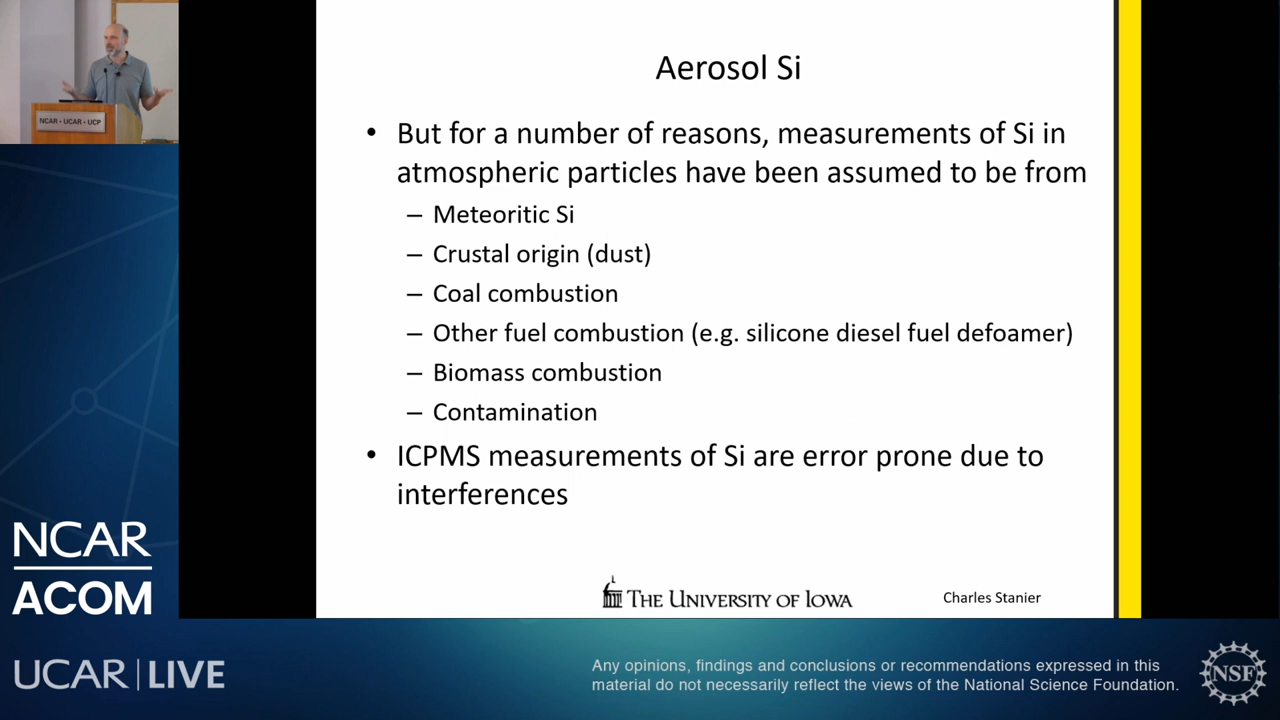 NCAR • UCAR • UCP
Aerosol Si
• But for a number of reasons, measurements of Si in
atmospheric particles have been assumed to be from
– Meteoritic Si
– Crustal origin (dust)
– Coal combustion
– Other fuel combustion (e.g. silicone diesel fuel defoamer)
– Biomass combustion
– Contamination
• ICPMS measurements of Si are error prone due to
interferences
THE UNIVERSITY OF IOWA
Charles Stanier
NCAR
ACOM
UCAR | LIVE
Any opinions, findings and conclusions or recommendations expressed in this
material do not necessarily reflect the views of the National Science Foundation.
NSF